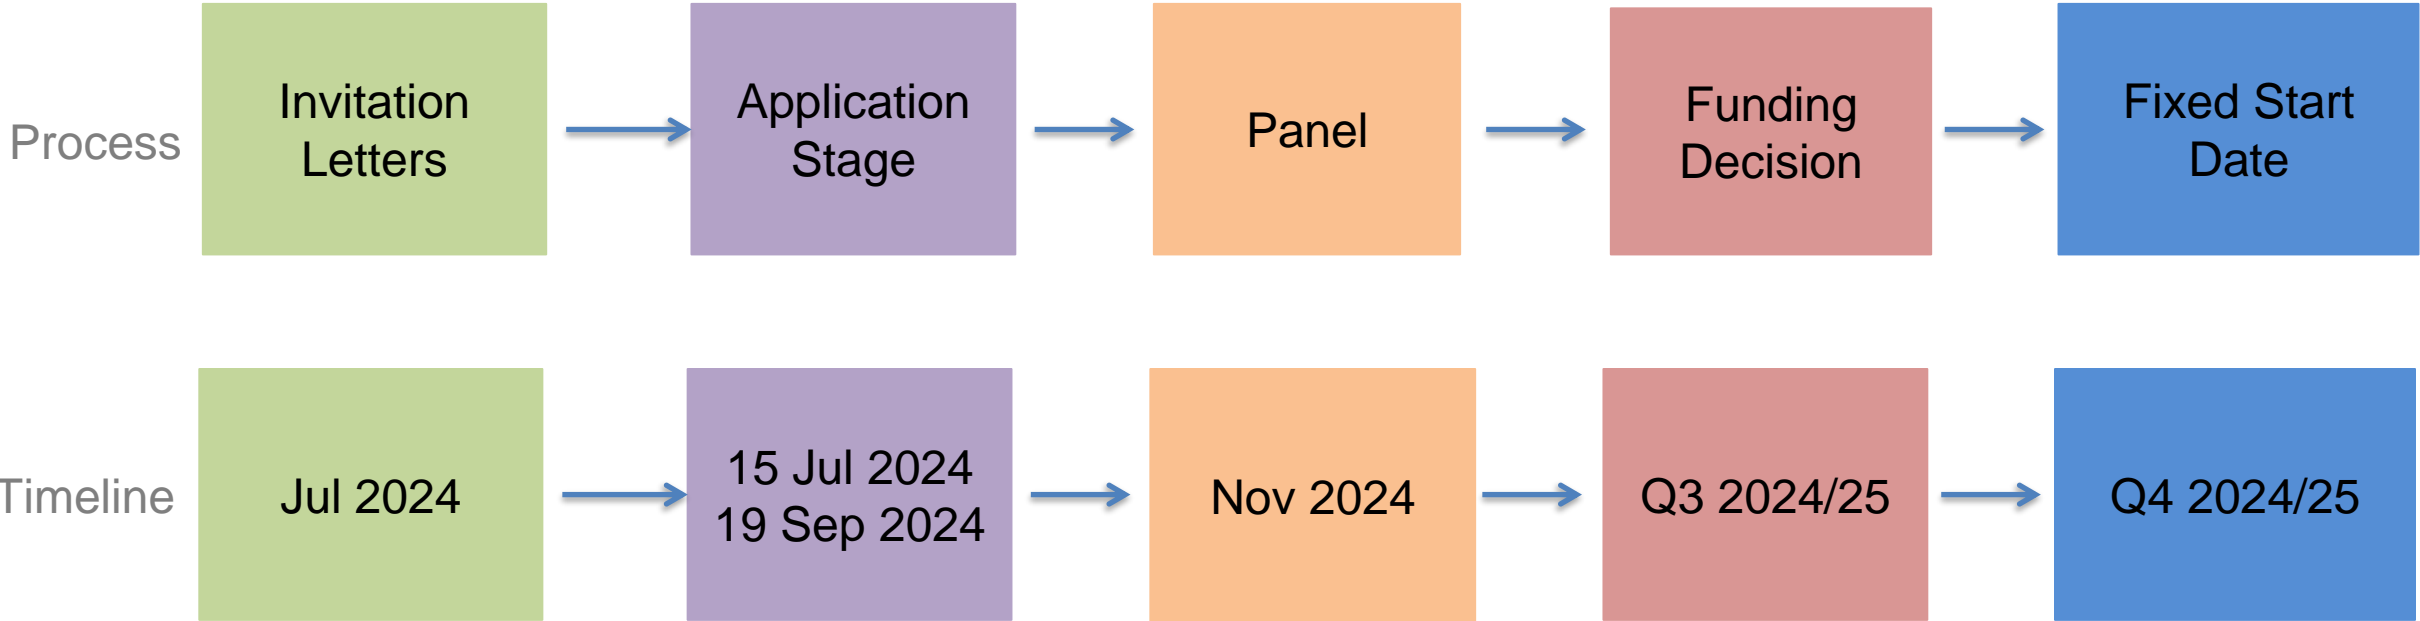 Process
Invitation
Letters
Application
Stage
Panel
Funding
Decision
Fixed Start
Date
Timeline
Jul 2024
15 Jul 2024
19 Sep 2024
Nov 2024
Q3 2024/25
Q4 2024/25